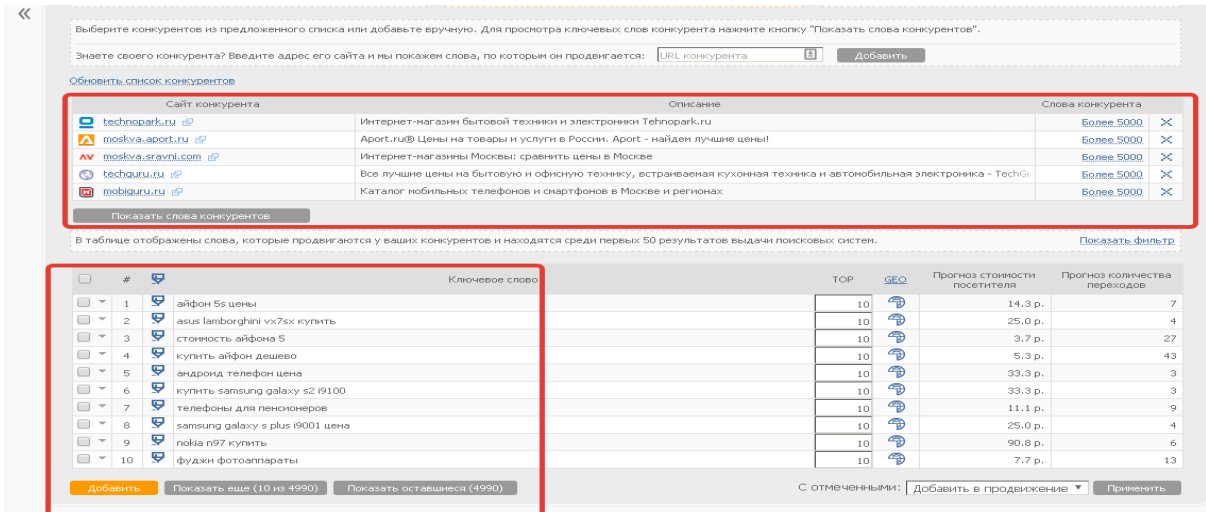 «
Выберите конкурентов из предложенного списка или добавьте вручную. Для просмотра ключевых слов конкурента нажмите кнопку "Показать слова конкурентов".
Знаете своего конкурента? Введите адрес его сайта и мы покажем слова, по которым он продвигается: URL конкурента Добавить
Обновить список конкурентов
Сайт конкурента Описание Слова конкурента
technopark.ru Интернет-магазин бытовой техники и электроники Tehnopark.ru Более 5000
moskva.aport.ru Aport.ru® Цены на товары и услуги в России. Aport - найдем лучшие цены! Более 5000
AV moskva.sravni.com Интернет-магазины Москвы: сравнить цены в Москве Более 5000
techguru.ru Все лучшие цены на бытовую и офисную технику, встраиваемая кухонная техника и автомобильная электроника - TechGu Более 5000
mobiguru.ru Каталог мобильных телефонов и смартфонов в Москве и регионах Более 5000
Показать слова конкурентов
В таблице отображены слова, которые продвигаются у ваших конкурентов и находятся среди первых 50 результатов выдачи поисковых систем. Показать фильтр
# Ключевое слово TOP GEO Прогноз стоимости посетителя Прогноз количества переходов
1 айфон 5s цены 10 14.3 р. 7
2 asus lamborghini vx7sx купить 10 25.0 р. 4
3 стоимость айфона 5 10 3.7 р. 27
4 купить айфон дешево 10 5.3 р. 43
5 андроид телефон цена 10 33.3 р. 3
6 купить samsung galaxy s2 i9100 10 33.3 р. 3
7 телефоны для пенсионеров 10 11.1 р. 9
8 samsung galaxy s plus i9001 цена 10 25.0 р. 4
9 nokia n97 купить 10 90.8 р. 6
10 фуджи фотоаппараты 10 7.7 р. 13
Добавить Показать еще (10 из 4990) Показать оставшиеся (4990) С отмеченными: Добавить в продвижение Применить